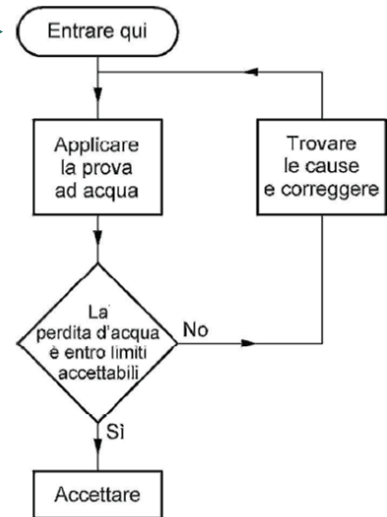 Entrare qui
Applicare
la prova
ad acqua
Trovare
le cause
e correggere
La
perdita d'acqua
è entro limiti
accettabili
No
Sì
Accettare